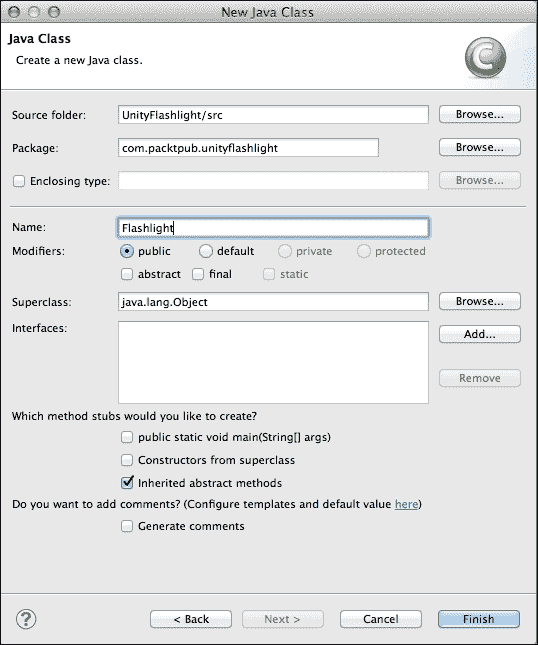 New Java Class
Java Class
Create a new Java class.
C
Source folder: UnityFlashlight/src Browse...
Package: com.packtpub.unityflashlight Browse...
Enclosing type: Browse...
Name: Flashlight
Modifiers: public default private protected
abstract final static
Superclass: java.lang.Object Browse...
Interfaces: Add...
Remove
Which method stubs would you like to create?
public static void main(String[] args)
Constructors from superclass
Inherited abstract methods
Do you want to add comments? (Configure templates and default value here)
Generate comments
? < Back Next > Cancel Finish